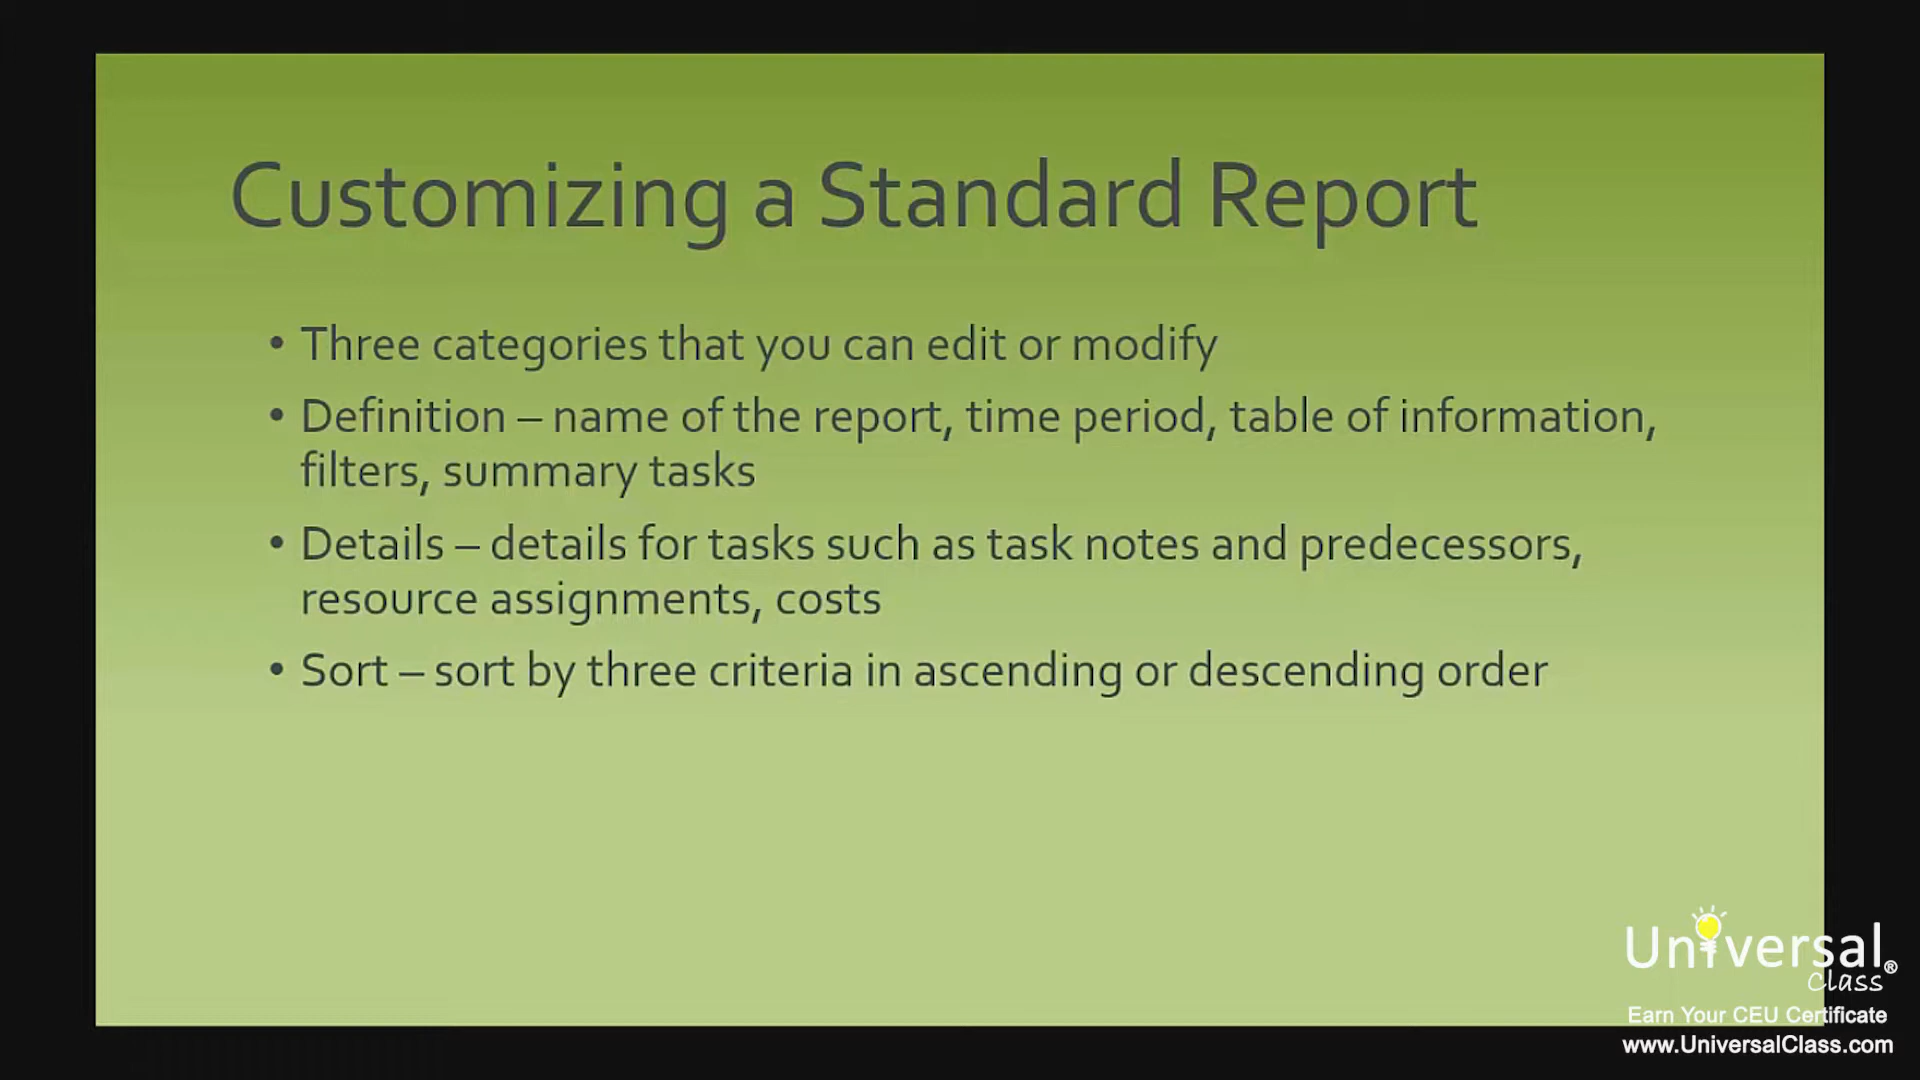 Customizing a Standard Report
• Three categories that you can edit or modify
• Definition – name of the report, time period, table of information,
filters, summary tasks
• Details – details for tasks such as task notes and predecessors,
resource assignments, costs
• Sort – sort by three criteria in ascending or descending order
Universal®
Class
Earn Your CEU Certificate
www.UniversalClass.com